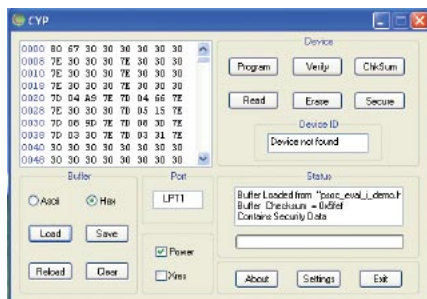 CYP
0000 80 67 30 30 30 30 30 30
0008 7E 30 30 30 7E 30 30 30
0010 7E 30 30 30 30 30 30 30
0018 7E 30 30 30 7E 30 30 30
0020 7D 04 A9 7E 7D 04 66 7E
0028 7E 30 30 30 7D 05 15 7E
0030 7D 06 9D 7E 7D 06 3D 7E
0038 7D 03 30 7E 7D 03 31 7E
0040 30 30 30 30 30 30 30 30
0048 30 30 30 30 30 30 30 30
Device
Program Verify ChkSum
Read Erase Secure
Device ID
Device not found
Buffer
Ascii Hex
Load Save
Reload Clear
Port
LPT1
Power
Xres
Status
Buffer Loaded from "psoc_eval_i_demo.h
Buffer Checksum = 0x5fef
Contains Security Data
About Settings Exit